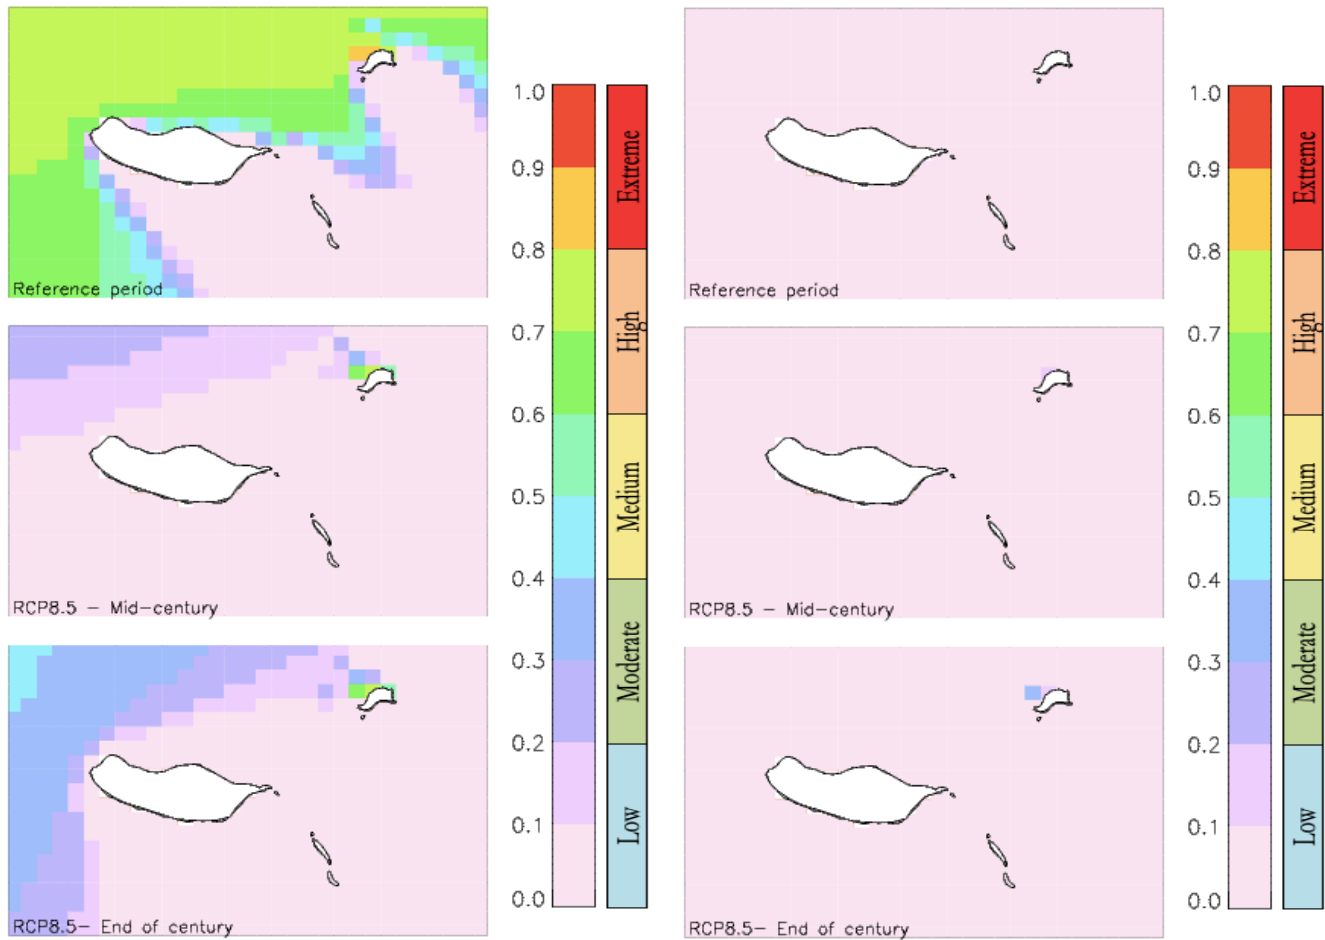 Reference period
RCP8.5 - Mid-century
RCP8.5- End of century
1.0
0.9
0.8
0.7
0.6
0.5
0.4
0.3
0.2
0.1
0.0
Extreme
High
Medium
Moderate
Low
Reference period
RCP8.5 - Mid-century
RCP8.5- End of century
1.0
0.9
0.8
0.7
0.6
0.5
0.4
0.3
0.2
0.1
0.0
Extreme
High
Medium
Moderate
Low